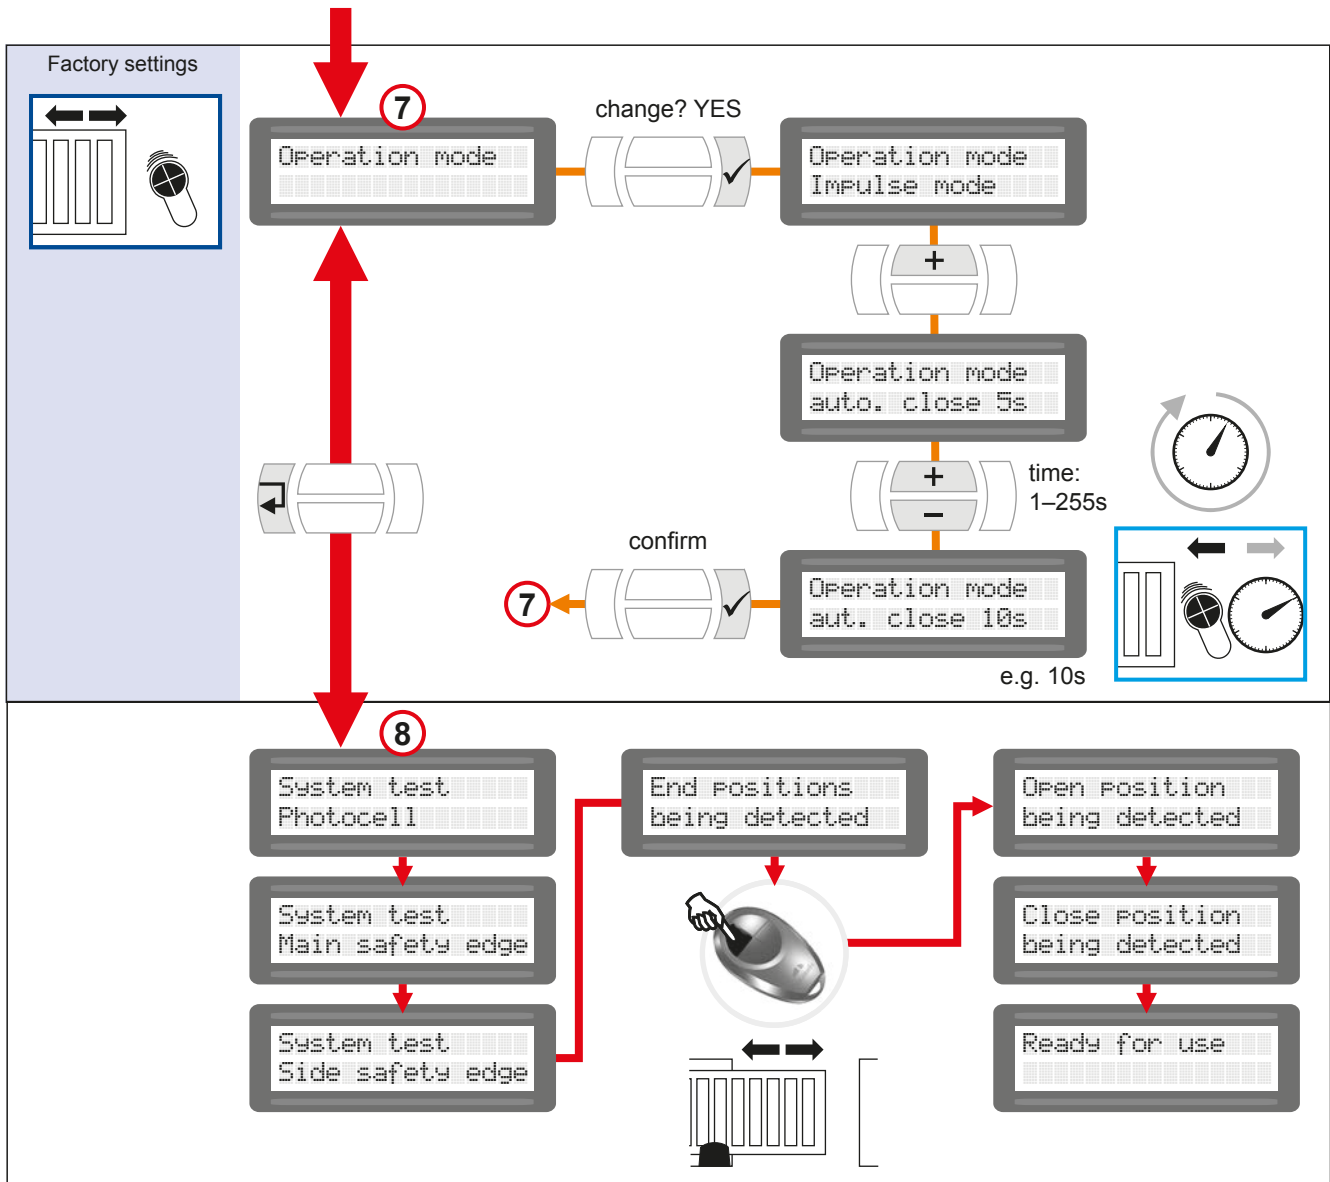 Factory settings
7
change? YES
Operation mode
Operation mode
Impulse mode
+
Operation mode
auto. close 5s
+
−
time:
1–255s
confirm
7
Operation mode
aut. close 10s
e.g. 10s
8
System test
Photocell
System test
Main safety edge
System test
Side safety edge
End positions
being detected
Open position
being detected
Close position
being detected
Ready for use